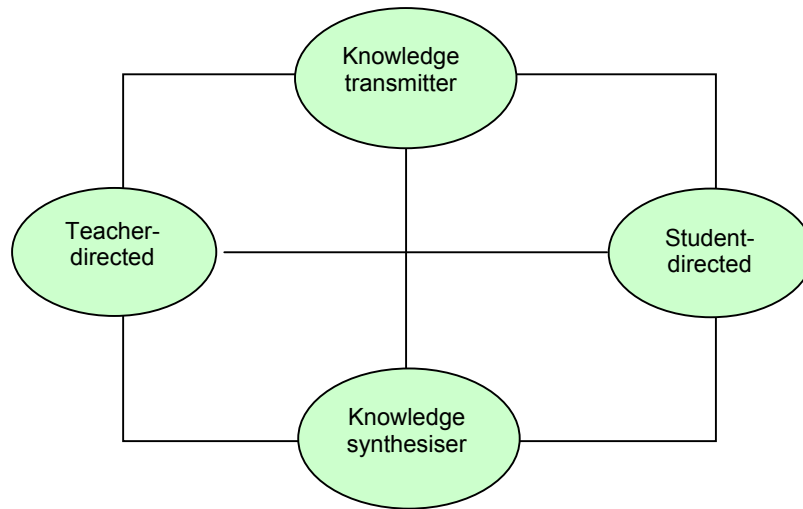 Knowledge
transmitter
Teacher-
directed
Student-
directed
Knowledge
synthesiser